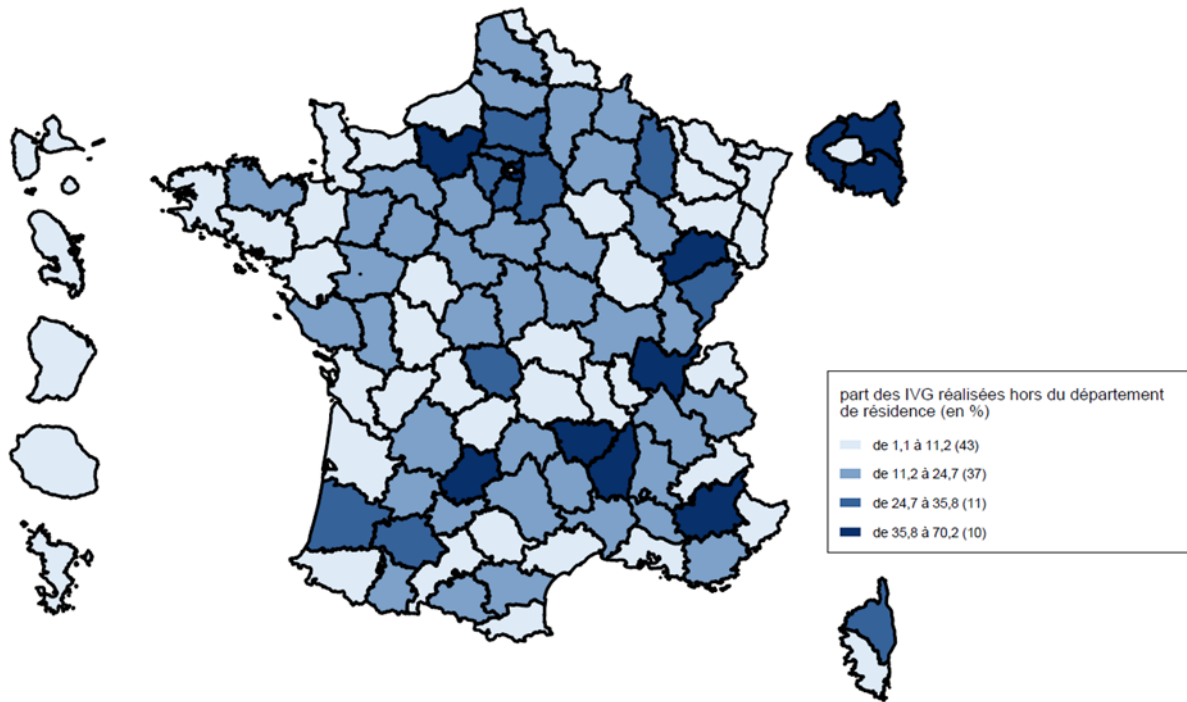 part des IVG réalisées hors du département
de résidence (en %)
de 1,1 à 11,2 (43)
de 11,2 à 24,7 (37)
de 24,7 à 35,8 (11)
de 35,8 à 70,2 (10)